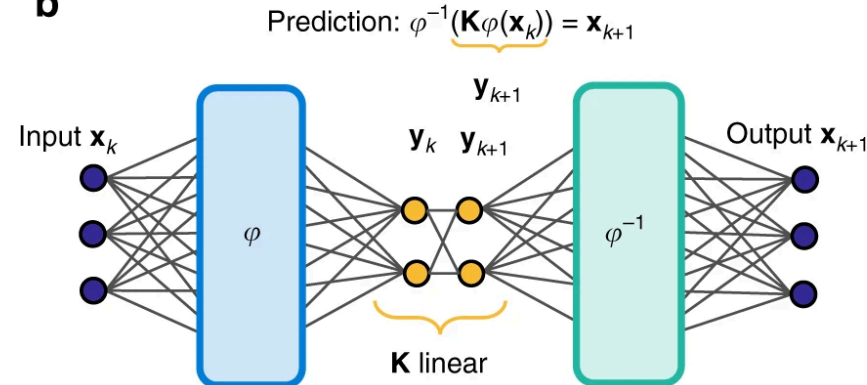 b
Prediction: φ⁻¹(Kφ(xₖ)) = xₖ₊₁
yₖ₊₁
Input xₖ
yₖ yₖ₊₁
Output xₖ₊₁
φ
φ⁻¹
K linear